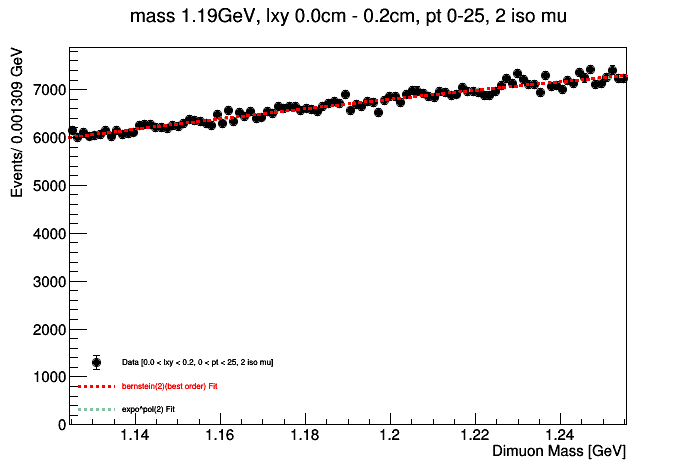 mass 1.19GeV, lxy 0.0cm - 0.2cm, pt 0-25, 2 iso mu
Events/ 0.001309 GeV
7000
6000
5000
4000
3000
2000
1000
0
Data [0.0 < lxy < 0.2, 0 < pt < 25, 2 iso mu]
bernstein(2)(best order) Fit
expo^pol(2) Fit
1.14 1.16 1.18 1.2 1.22 1.24
Dimuon Mass [GeV]